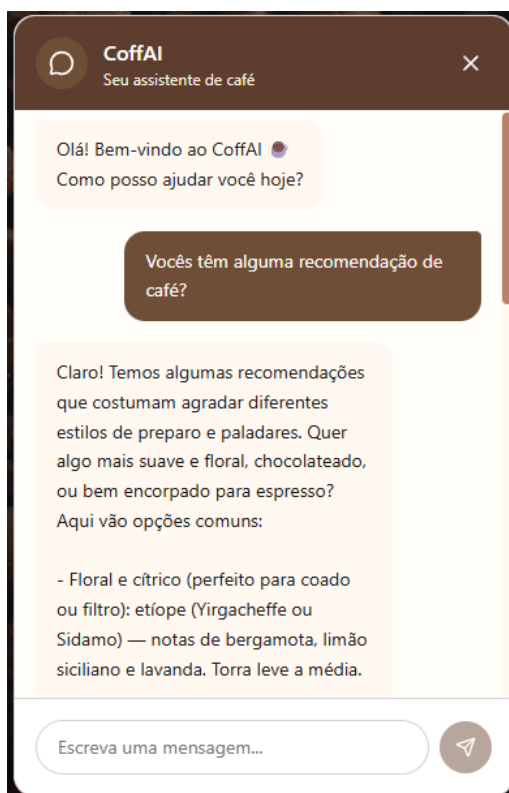 CoffAI
Seu assistente de café
Olá! Bem-vindo ao CoffAI ☕
Como posso ajudar você hoje?
Vocês têm alguma recomendação de
café?
Claro! Temos algumas recomendações
que costumam agradar diferentes
estilos de preparo e paladares. Quer
algo mais suave e floral, chocolateado,
ou bem encorpado para espresso?
Aqui vão opções comuns:
- Floral e cítrico (perfeito para coado
ou filtro): etíope (Yirgacheffe ou
Sidamo) — notas de bergamota, limão
siciliano e lavanda. Torra leve a média.
Escreva uma mensagem...